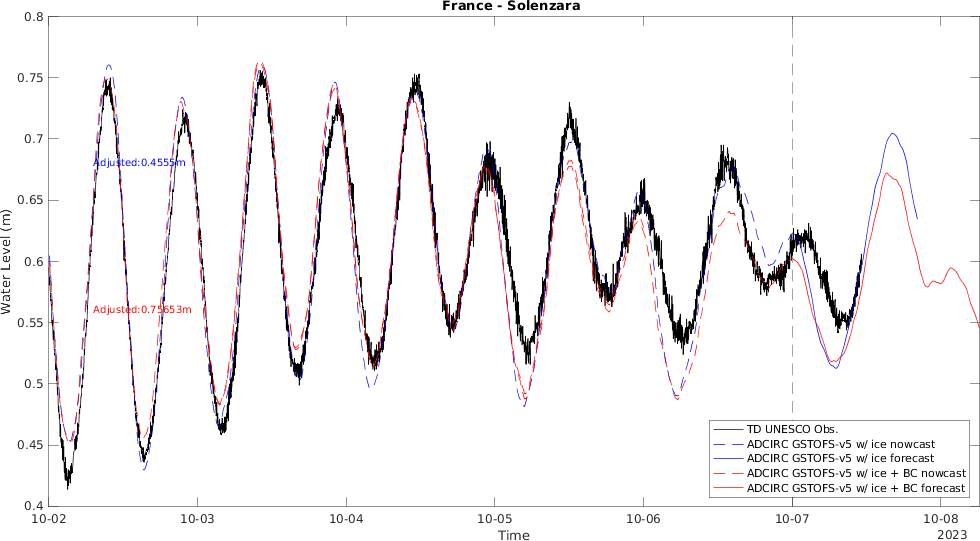 France - Solenzara
0.8
0.75
0.7
0.65
0.6
0.55
0.5
0.45
0.4
Water Level (m)
Adjusted:0.4555m
Adjusted:0.75653m
TD UNESCO Obs.
ADCIRC GSTOFS-v5 w/ ice nowcast
ADCIRC GSTOFS-v5 w/ ice forecast
ADCIRC GSTOFS-v5 w/ ice + BC nowcast
ADCIRC GSTOFS-v5 w/ ice + BC forecast
10-02 10-03 10-04 10-05 10-06 10-07 10-08
Time
2023